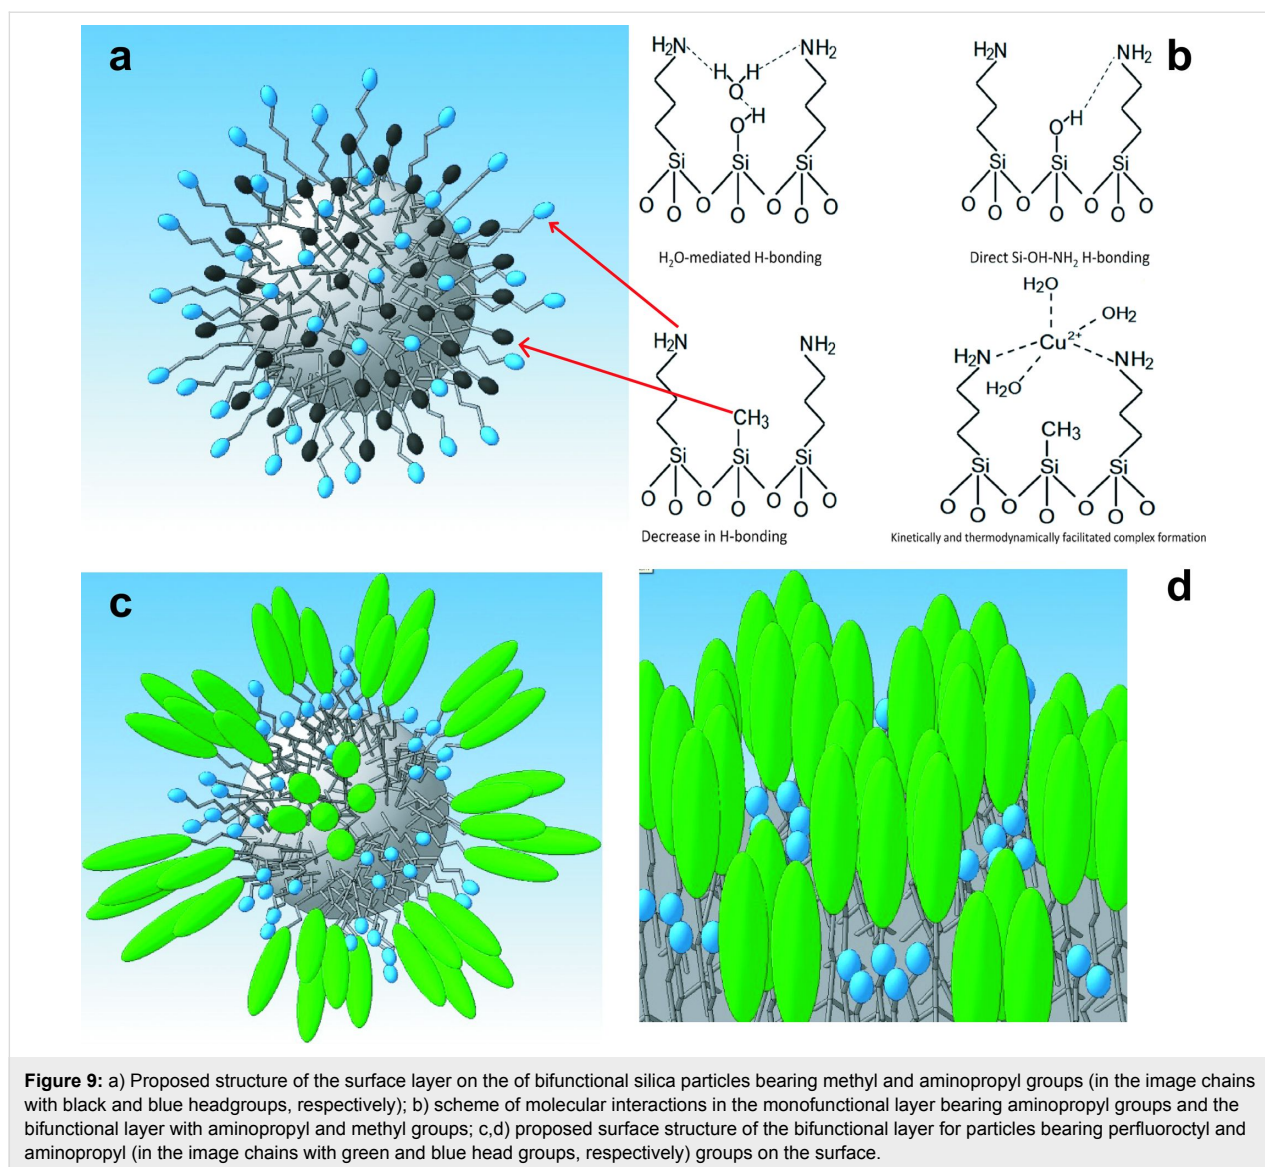 a
b
H2N
NH2
H
H
O
O
H
Si
Si
Si
O
O
O
O
O
O
O
H2O-mediated H-bonding
H2N
NH2
O
H
Si
Si
Si
O
O
O
O
O
O
O
Direct Si-OH-NH2 H-bonding
H2N
NH2
CH3
Si
Si
Si
O
O
O
O
O
O
O
Decrease in H-bonding
H2O
OH2
Cu2+
H2N
NH2
H2O
CH3
Si
Si
Si
O
O
O
O
O
O
O
Kinetically and thermodynamically facilitated complex formation
c
d
Figure 9: a) Proposed structure of the surface layer on the of bifunctional silica particles bearing methyl and aminopropyl groups (in the image chains
with black and blue headgroups, respectively); b) scheme of molecular interactions in the monofunctional layer bearing aminopropyl groups and the
bifunctional layer with aminopropyl and methyl groups; c,d) proposed surface structure of the bifunctional layer for particles bearing perfluoroctyl and
aminopropyl (in the image chains with green and blue head groups, respectively) groups on the surface.